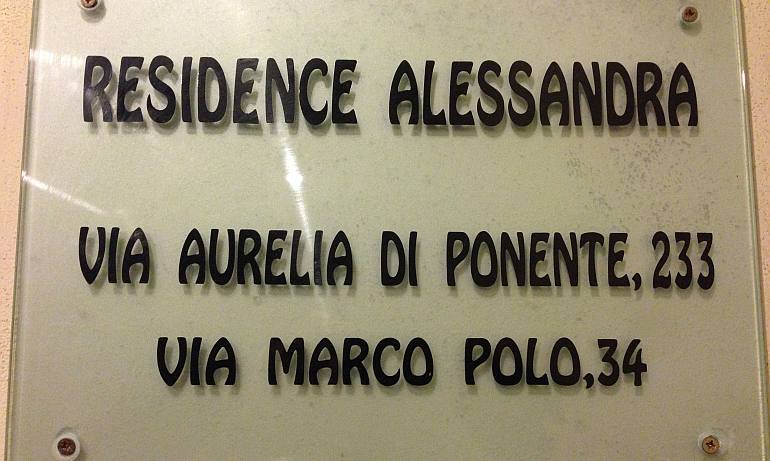 RESIDENCE ALESSANDRA
VIA AURELIA DI PONENTE, 233
VIA MARCO POLO,34